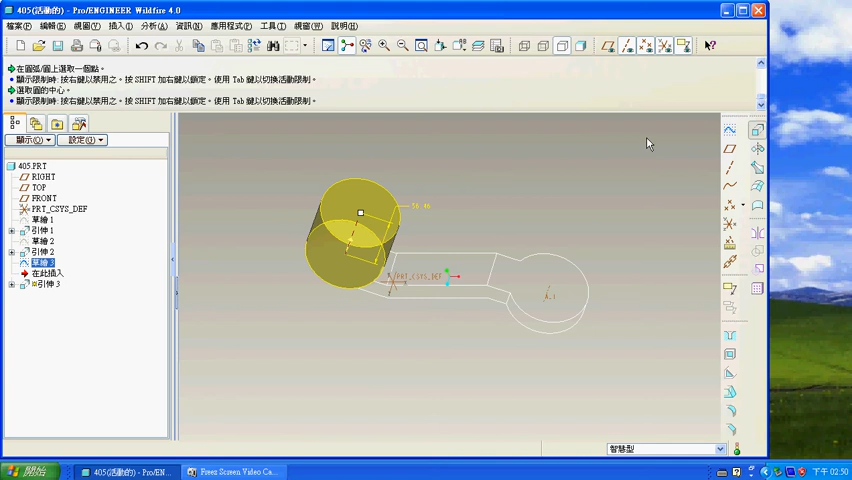 405(活動的) - Pro/ENGINEER Wildfire 4.0
檔案(F) 編輯(E) 視圖(V) 插入(I) 分析(A) 資訊(N) 應用程式(P) 工具(T) 視窗(W) 說明(H)
在圓弧/圓上選取一個點。
顯示限制時: 按右鍵以禁用之。按 SHIFT 加右鍵以鎖定。使用 Tab 鍵以切換活動限制。
選取圓的中心。
顯示限制時: 按右鍵以禁用之。按 SHIFT 加右鍵以鎖定。使用 Tab 鍵以切換活動限制。
顯示(O) 設定(G)
405.PRT
RIGHT
TOP
FRONT
PRT_CSYS_DEF
草繪 1
引伸 1
草繪 2
引伸 2
草繪 3
在此插入
引伸 3
PRT_CSYS_DEF
A_1
智慧型
開始
405(活動的) - Pro/EN...
Freez Screen Video Ca...
下午 02:50